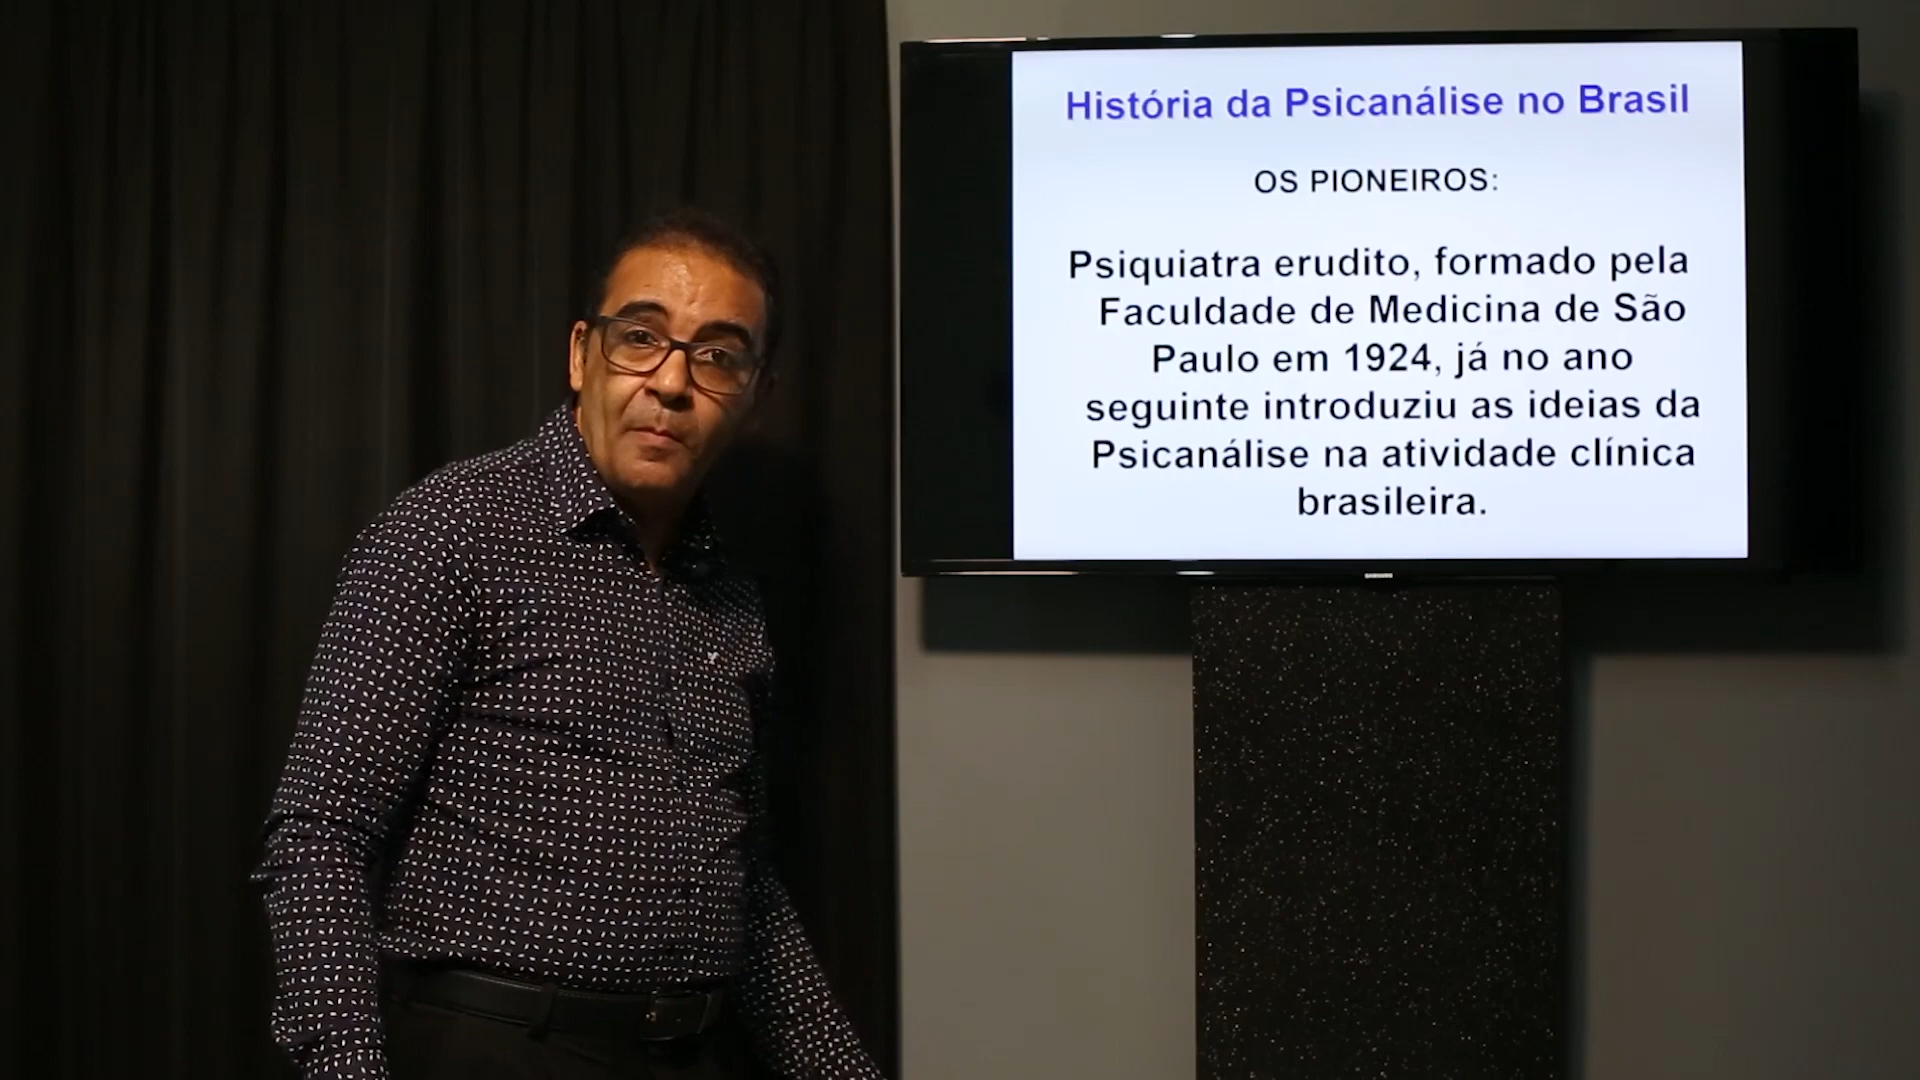 História da Psicanálise no Brasil
OS PIONEIROS:
Psiquiatra erudito, formado pela
Faculdade de Medicina de São
Paulo em 1924, já no ano
seguinte introduziu as ideias da
Psicanálise na atividade clínica
brasileira.
SAMSUNG